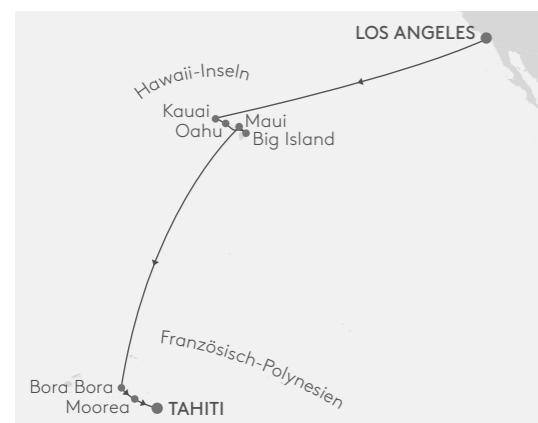 LOS ANGELES
Hawaii-Inseln
Kauai
Maui
Oahu
Big Island
Französisch-Polynesien
Bora Bora
Moorea
TAHITI